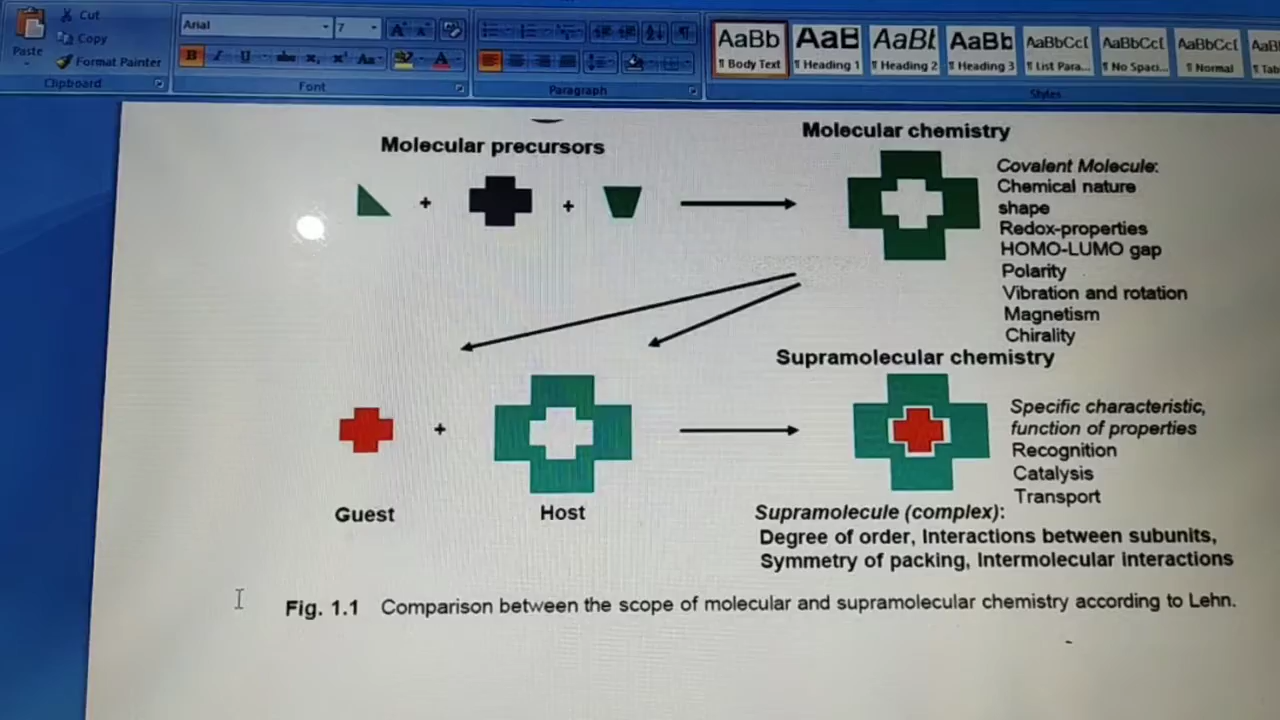 Cut
Copy
Paste
Format Painter
Clipboard
Arial
7
Font
Paragraph
AaBb
¶ Body Text
AaB
¶ Heading 1
AaBb
¶ Heading 2
AaBb
¶ Heading 3
AaBbCcD
¶ List Para...
AaBbCcD
¶ No Spaci...
AaBbCcD
¶ Normal
Styles
Molecular precursors
Molecular chemistry
+
+
Covalent Molecule:
Chemical nature
shape
Redox-properties
HOMO-LUMO gap
Polarity
Vibration and rotation
Magnetism
Chirality
Supramolecular chemistry
+
Specific characteristic,
function of properties
Recognition
Catalysis
Transport
Guest
Host
Supramolecule (complex):
Degree of order, Interactions between subunits,
Symmetry of packing, Intermolecular interactions
Fig. 1.1 Comparison between the scope of molecular and supramolecular chemistry according to Lehn.